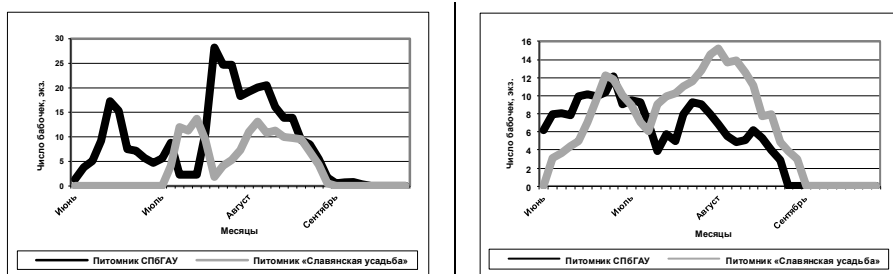 Число бабочек, экз.
30
25
20
15
10
5
0
Июнь
Июль
Август
Сентябрь
Месяцы
Питомник СПбГАУ
Питомник «Славянская усадьба»
Число бабочек, экз.
16
14
12
10
8
6
4
2
0
Июнь
Июль
Август
Сентябрь
Месяцы
Питомник СПбГАУ
Питомник «Славянская усадьба»